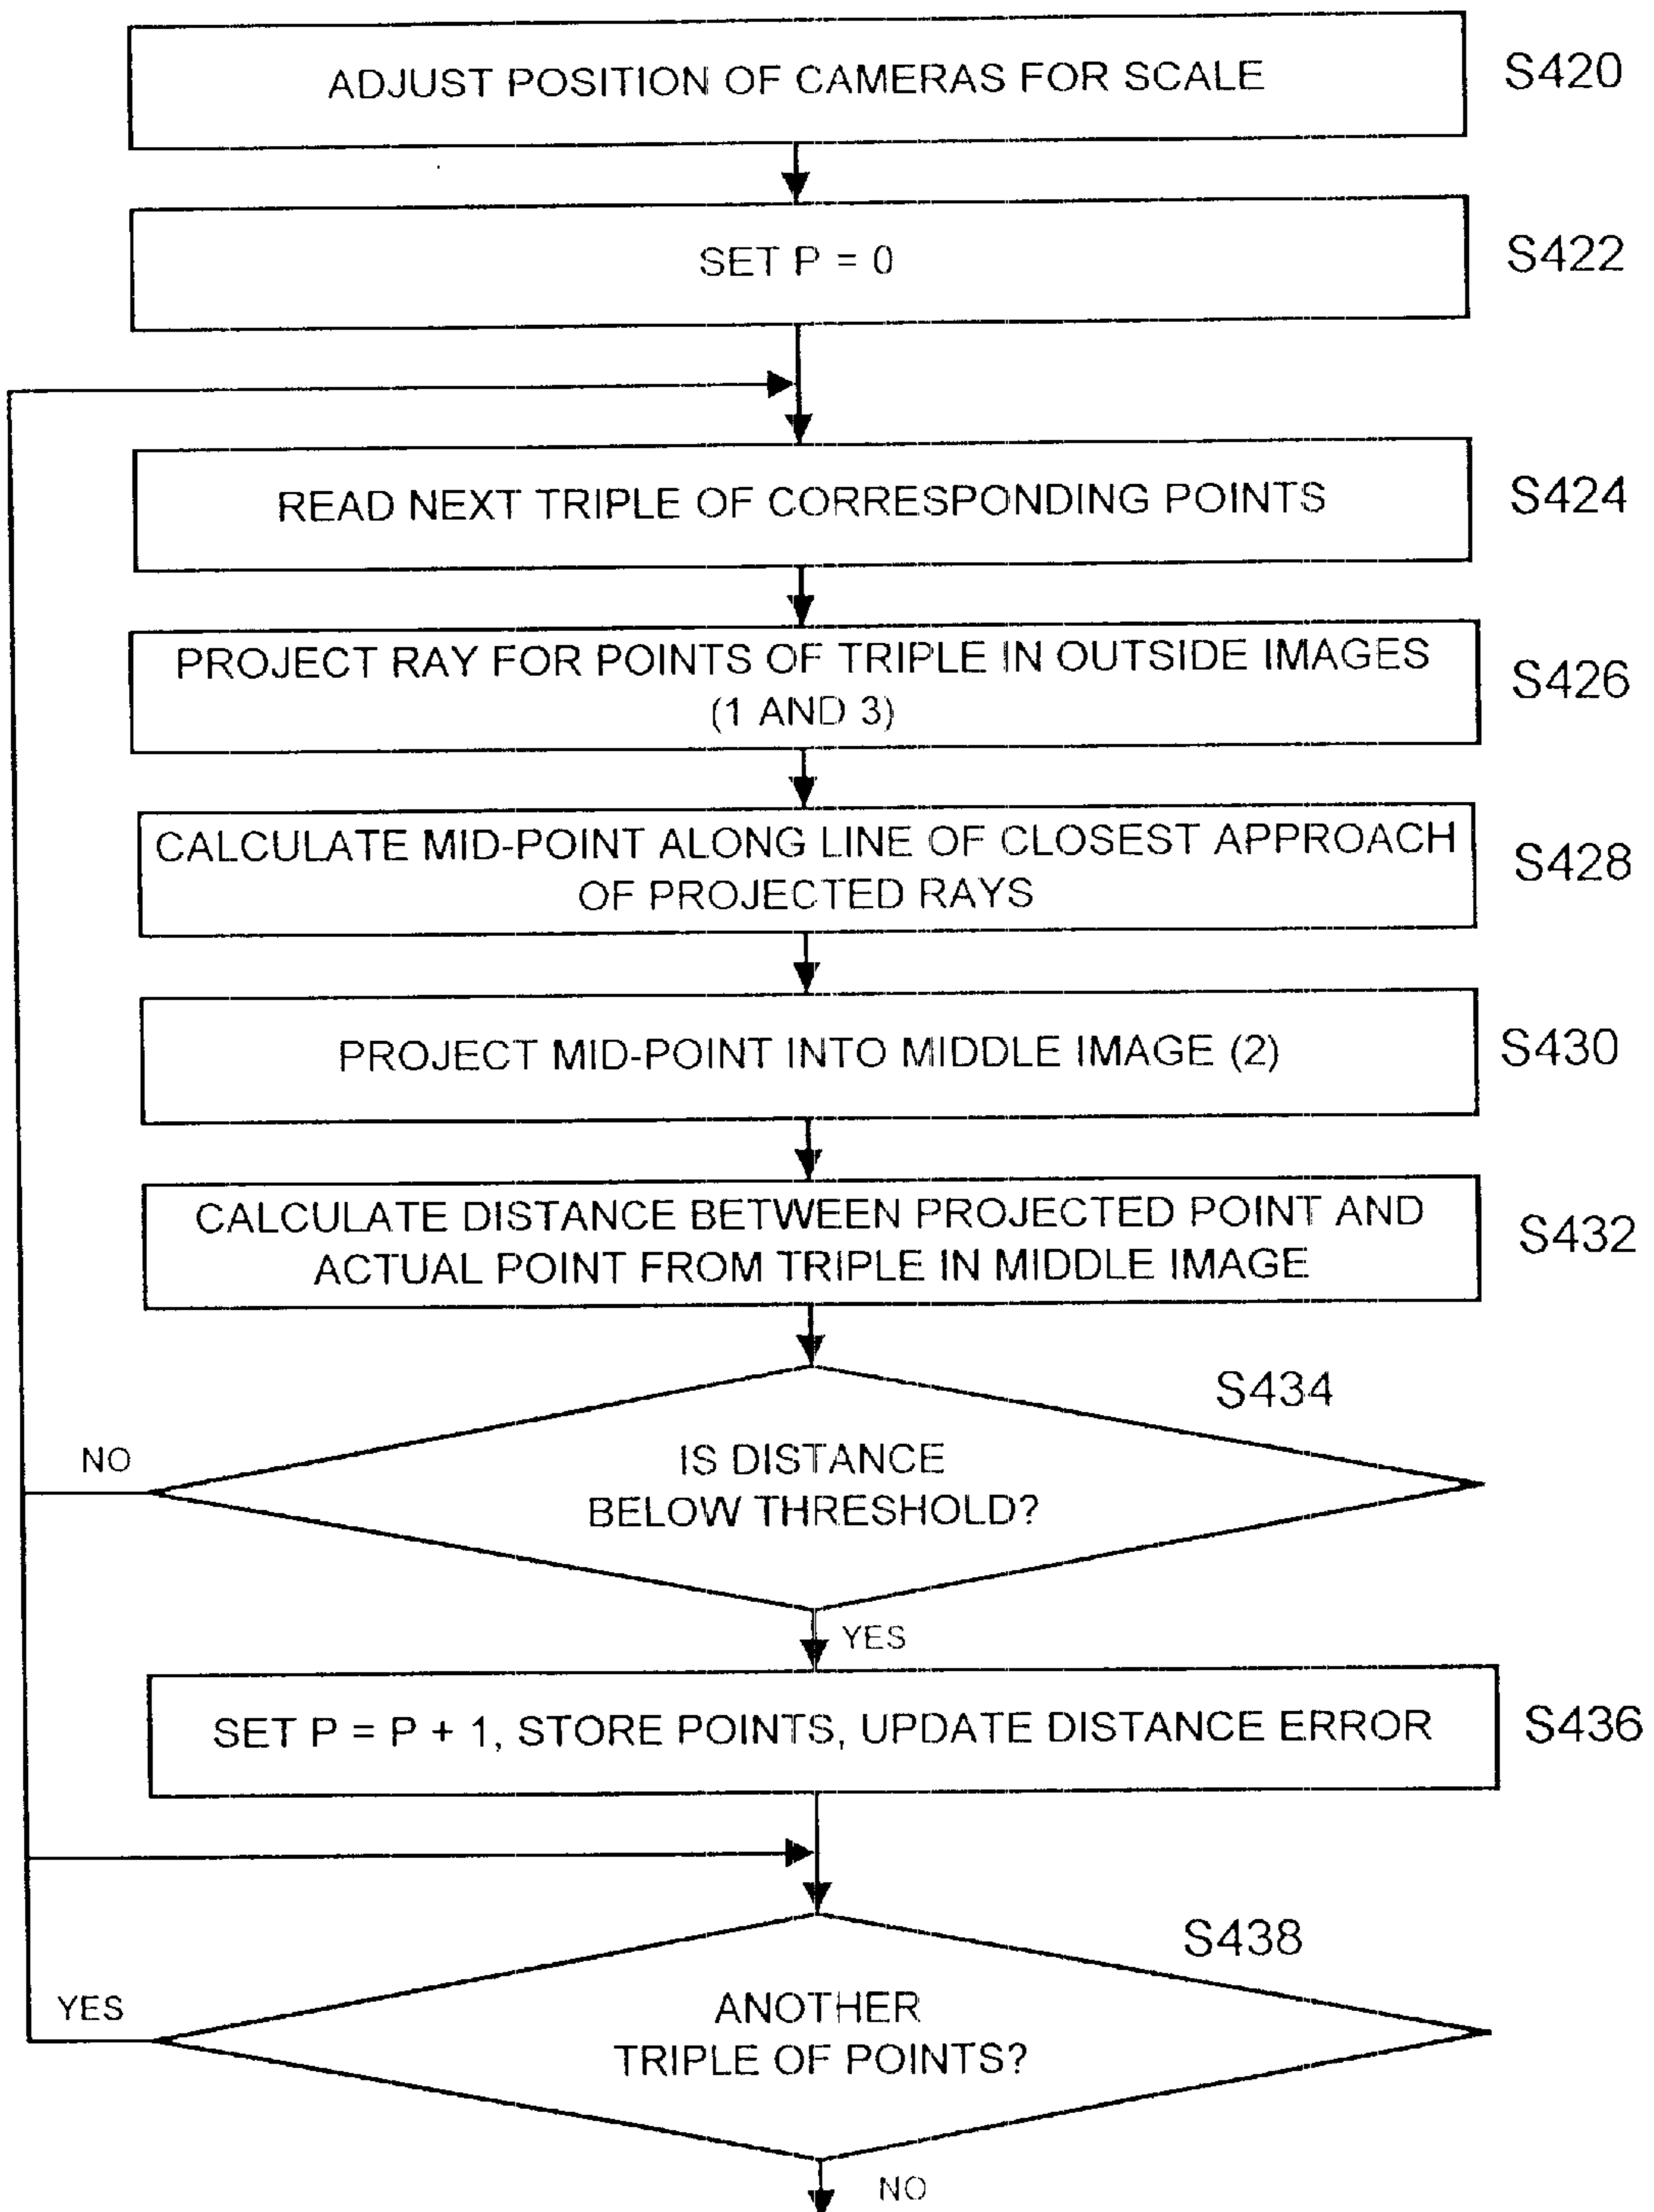 ADJUST POSITION OF CAMERAS FOR SCALE
S420
SET P = 0
S422
READ NEXT TRIPLE OF CORRESPONDING POINTS
S424
PROJECT RAY FOR POINTS OF TRIPLE IN OUTSIDE IMAGES
(1 AND 3)
S426
CALCULATE MID-POINT ALONG LINE OF CLOSEST APPROACH
OF PROJECTED RAYS
S428
PROJECT MID-POINT INTO MIDDLE IMAGE (2)
S430
CALCULATE DISTANCE BETWEEN PROJECTED POINT AND
ACTUAL POINT FROM TRIPLE IN MIDDLE IMAGE
S432
S434
NO
IS DISTANCE
BELOW THRESHOLD?
YES
SET P = P + 1, STORE POINTS, UPDATE DISTANCE ERROR
S436
S438
YES
ANOTHER
TRIPLE OF POINTS?
NO